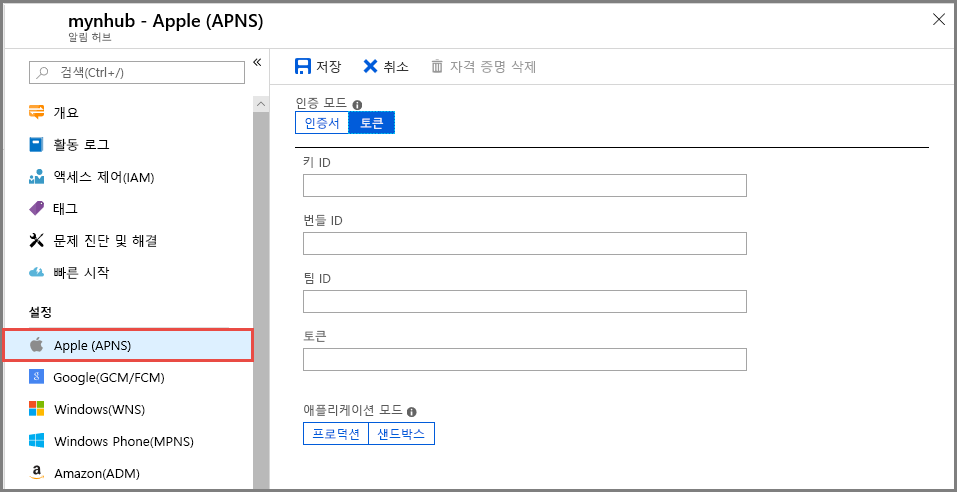 mynhub - Apple (APNS)
알림 허브
검색(Ctrl+/)
개요
활동 로그
액세스 제어(IAM)
태그
문제 진단 및 해결
빠른 시작
설정
Apple (APNS)
Google(GCM/FCM)
Windows(WNS)
Windows Phone(MPNS)
Amazon(ADM)
저장 취소 자격 증명 삭제
인증 모드
인증서 토큰
키 ID
번들 ID
팀 ID
토큰
애플리케이션 모드
프로덕션 샌드박스